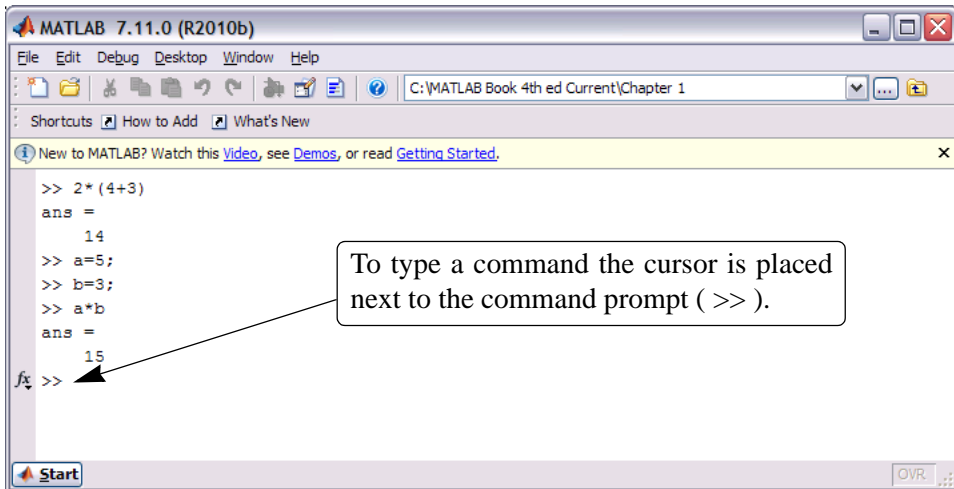 MATLAB 7.11.0 (R2010b)
File Edit Debug Desktop Window Help
C:\MATLAB Book 4th ed Current\Chapter 1
Shortcuts How to Add What's New
New to MATLAB? Watch this Video, see Demos, or read Getting Started.
>> 2*(4+3)
ans =
14
>> a=5;
>> b=3;
>> a*b
ans =
15
fx >>
To type a command the cursor is placed
next to the command prompt ( >> ).
Start
OVR